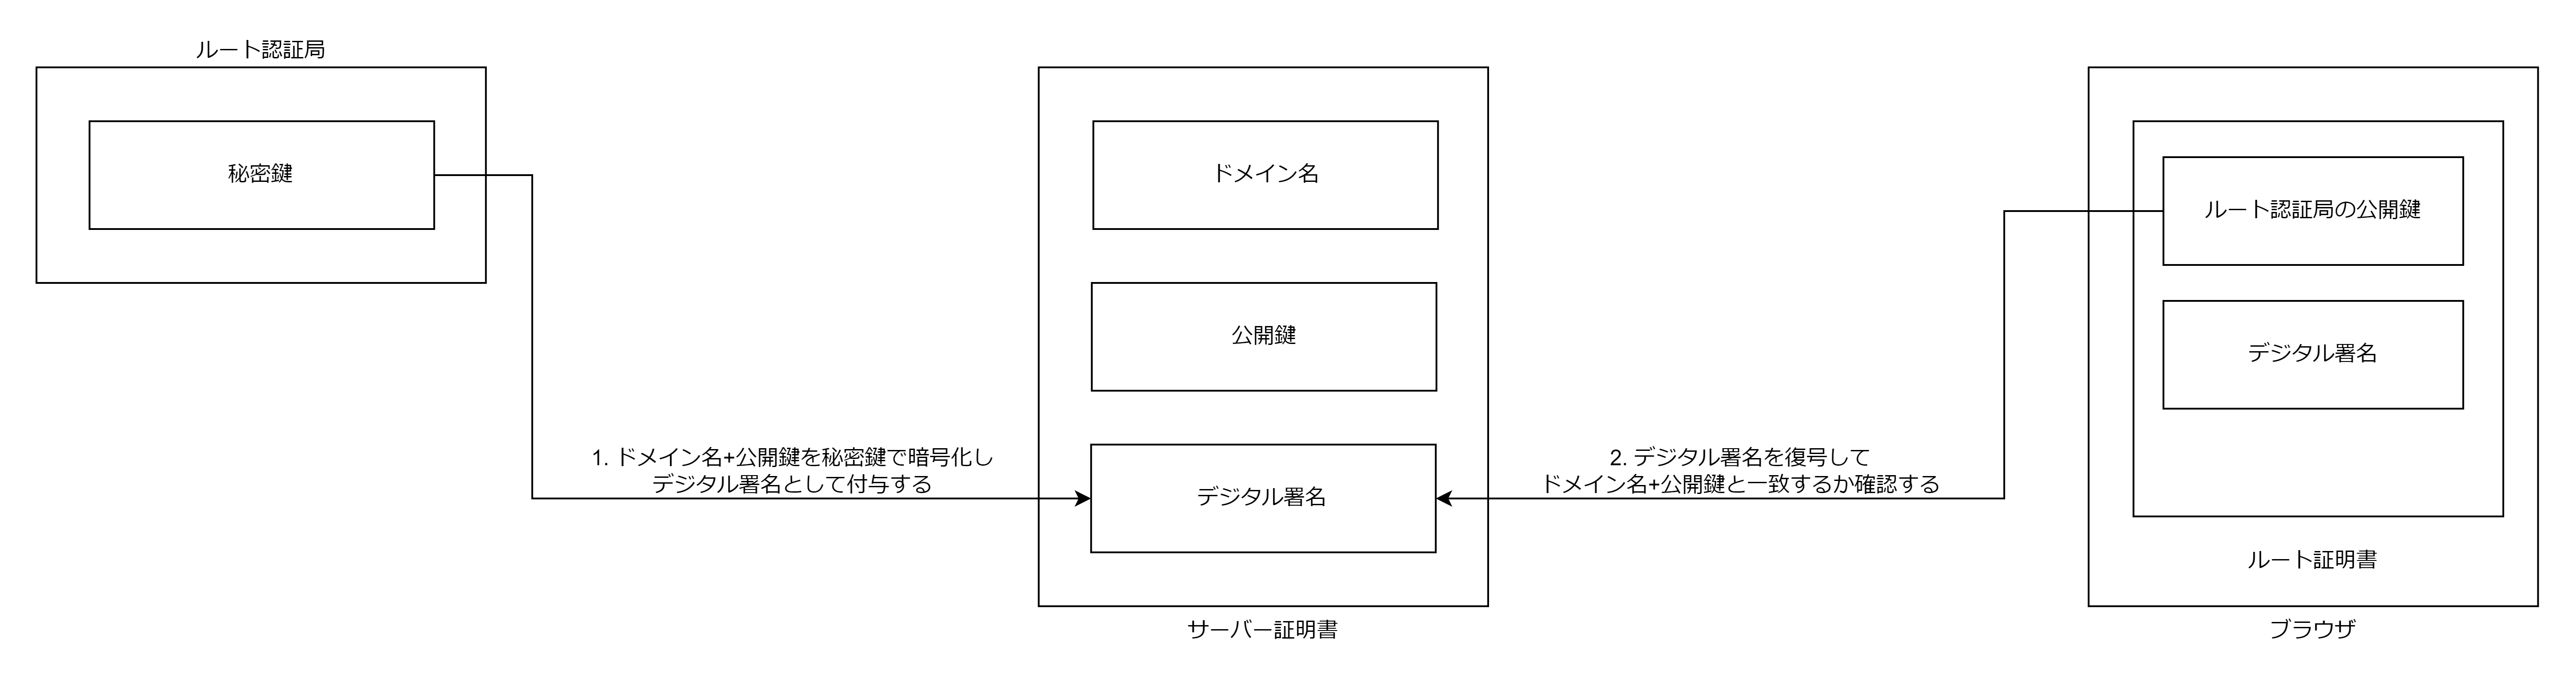 ルート認証局
秘密鍵
1. ドメイン名+公開鍵を秘密鍵で暗号化し
デジタル署名として付与する
ドメイン名
公開鍵
デジタル署名
サーバー証明書
2. デジタル署名を復号して
ドメイン名+公開鍵と一致するか確認する
ルート認証局の公開鍵
デジタル署名
ルート証明書
ブラウザ